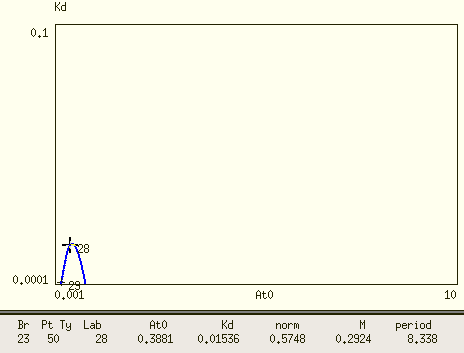 Kd
0.1
28
0.0001
29
0.001 At0 10
Br Pt Ty Lab At0 Kd norm M period
23 50 28 0.3881 0.01536 0.5748 0.2924 8.338